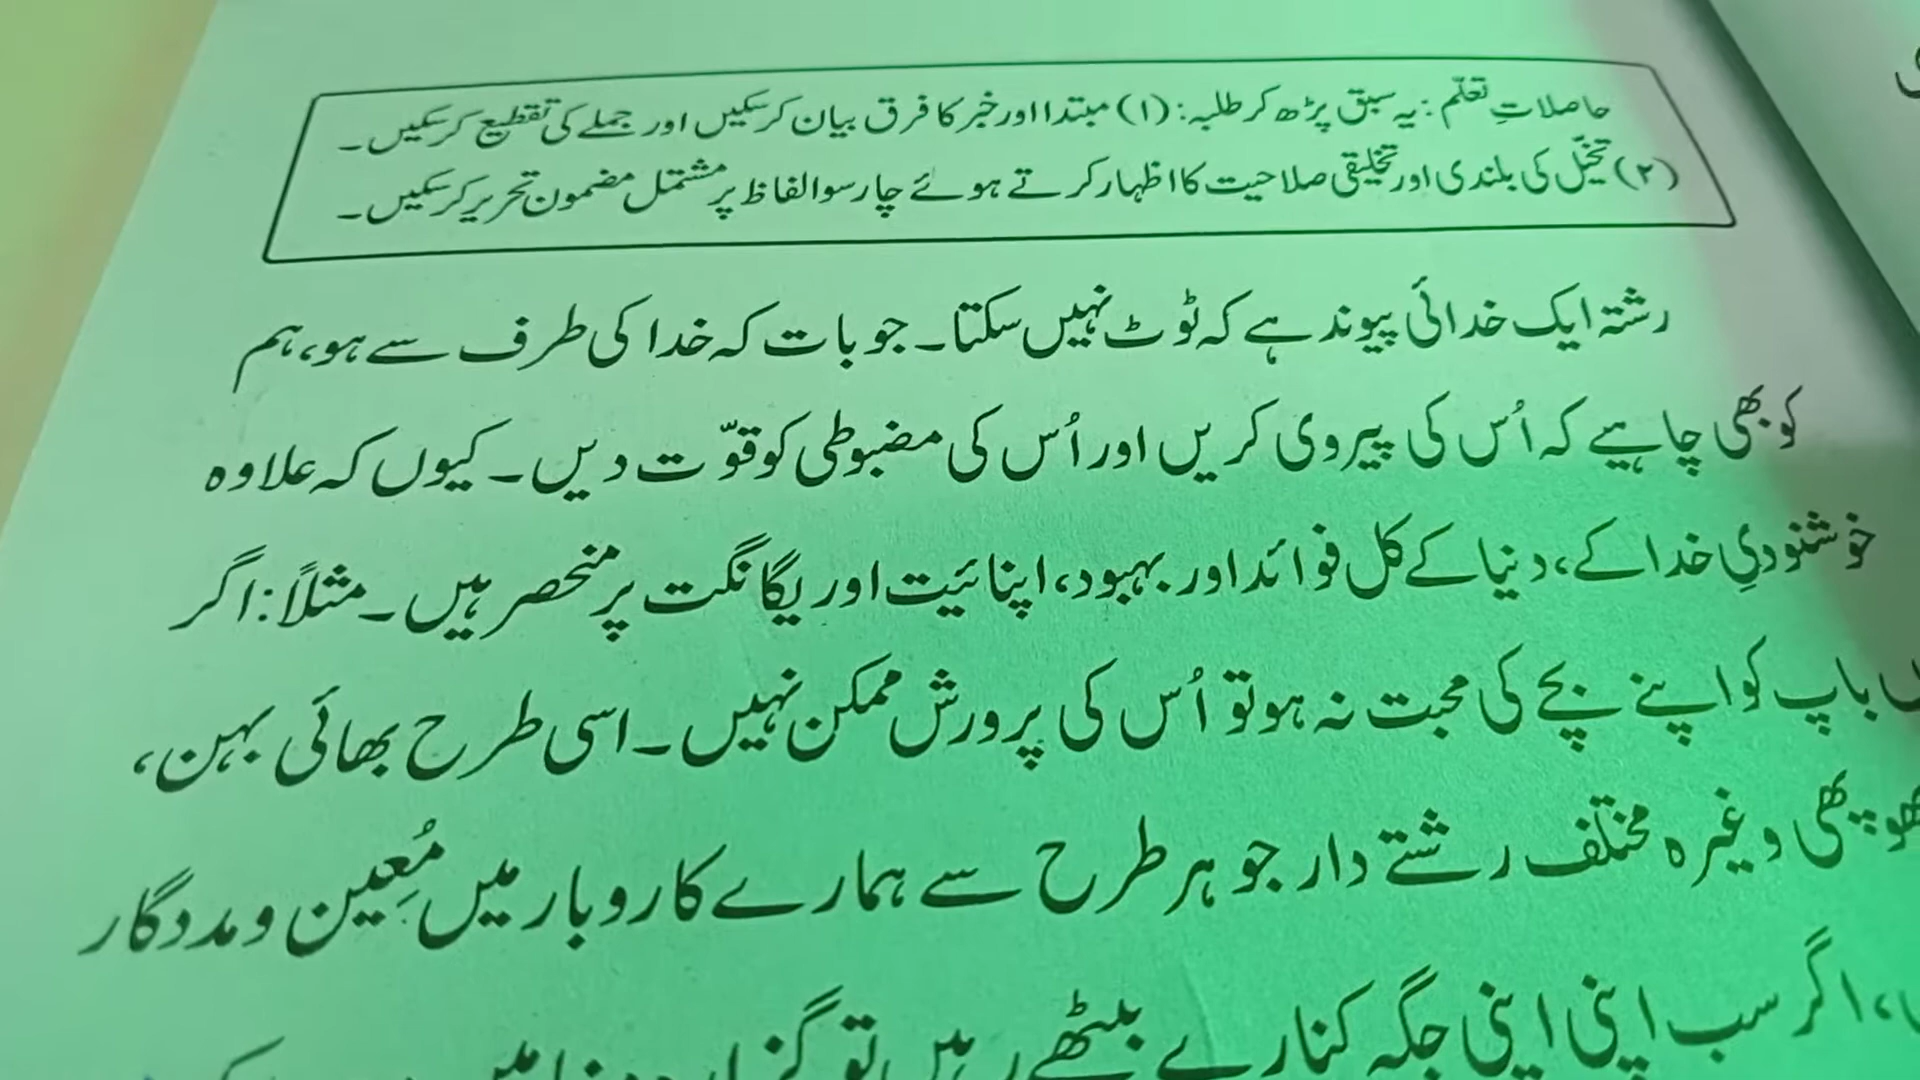 حاصلاتِ تعلّم: یہ سبق پڑھ کر طلبہ: (۱) مبتدا اور خبر کا فرق بیان کر سکیں اور جملے کی تقطیع کر سکیں۔
(۲) تخیّل کی بلندی اور تخلیقی صلاحیت کا اظہار کرتے ہوئے چار سو الفاظ پر مشتمل مضمون تحریر کر سکیں۔
رشتہ ایک خدائی پیوند ہے کہ ٹوٹ نہیں سکتا۔ جو بات کہ خدا کی طرف سے ہو، ہم
کو بھی چاہیے کہ اُس کی پیروی کریں اور اُس کی مضبوطی کو قوّت دیں۔ کیوں کہ علاوہ
خوشنودیِ خدا کے، دنیا کے کل فوائد اور بہبود، اپنائیت اور یگانگت پر منحصر ہیں۔ مثلاً: اگر
باپ کو اپنے بچے کی محبت نہ ہو تو اُس کی پرورش ممکن نہیں۔ اسی طرح بھائی بہن،
وغیرہ مختلف رشتے دار جو ہر طرح سے ہمارے کاروبار میں مُعِین و مددگار
، اگر سب اپنی اپنی جگہ کنارے بیٹھے رہیں تو